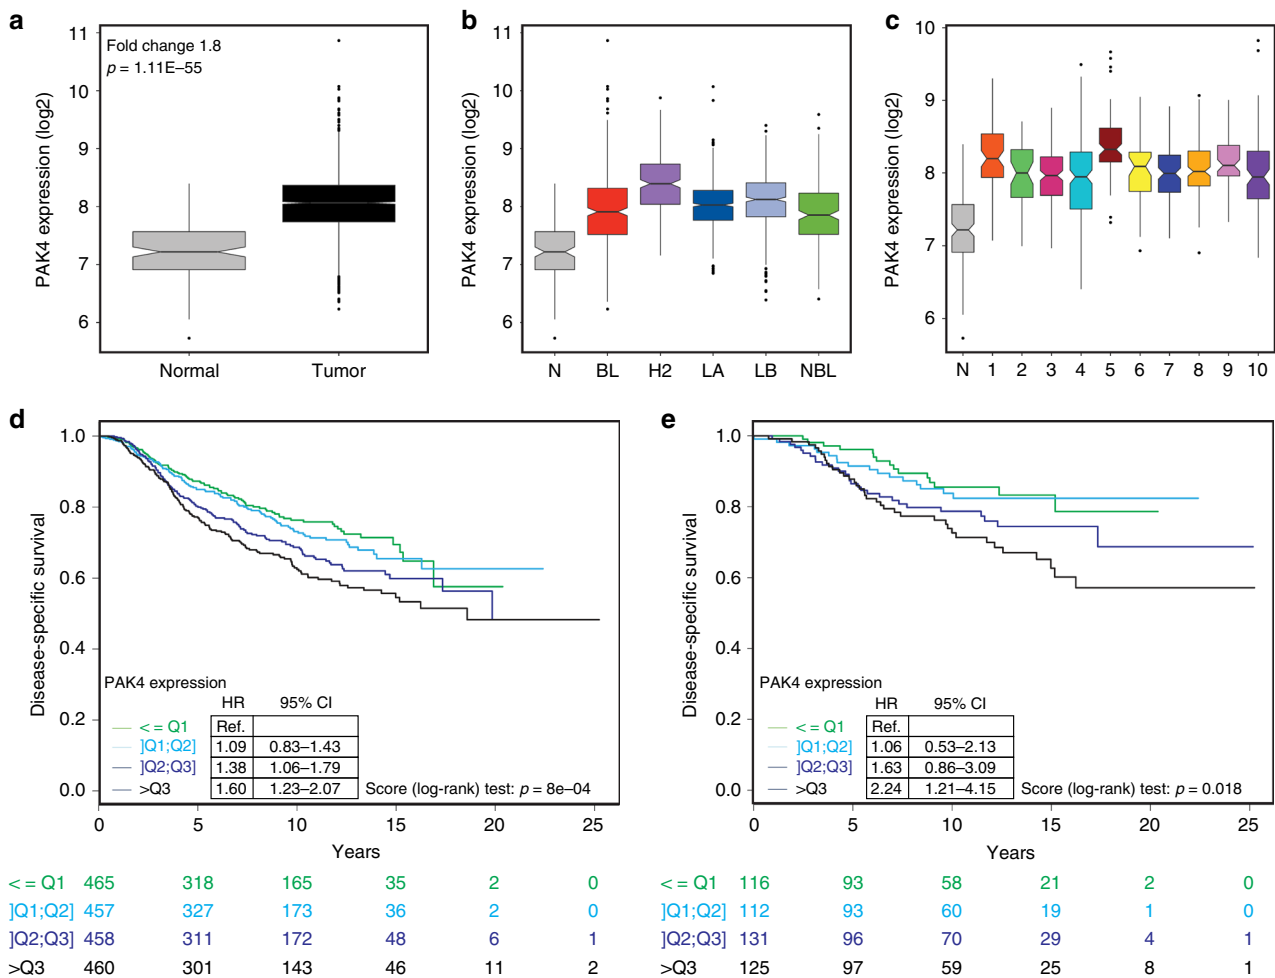 a
Fold change 1.8
p = 1.11E–55
PAK4 expression (log2)
11
10
9
8
7
6
Normal Tumor
b
PAK4 expression (log2)
11
10
9
8
7
6
N BL H2 LA LB NBL
c
PAK4 expression (log2)
10
9
8
7
6
N 1 2 3 4 5 6 7 8 9 10
d
Disease-specific survival
1.0
0.8
0.6
0.4
0.2
0.0
PAK4 expression
HR 95% CI
< = Q1 Ref.
]Q1;Q2] 1.09 0.83–1.43
]Q2;Q3] 1.38 1.06–1.79
>Q3 1.60 1.23–2.07
Score (log-rank) test: p = 8e–04
0 5 10 15 20 25
Years
< = Q1 465 318 165 35 2 0
]Q1;Q2] 457 327 173 36 2 0
]Q2;Q3] 458 311 172 48 6 1
>Q3 460 301 143 46 11 2
e
Disease-specific survival
1.0
0.8
0.6
0.4
0.2
0.0
PAK4 expression
HR 95% CI
< = Q1 Ref.
]Q1;Q2] 1.06 0.53–2.13
]Q2;Q3] 1.63 0.86–3.09
>Q3 2.24 1.21–4.15
Score (log-rank) test: p = 0.018
0 5 10 15 20 25
Years
< = Q1 116 93 58 21 2 0
]Q1;Q2] 112 93 60 19 1 0
]Q2;Q3] 131 96 70 29 4 1
>Q3 125 97 59 25 8 1